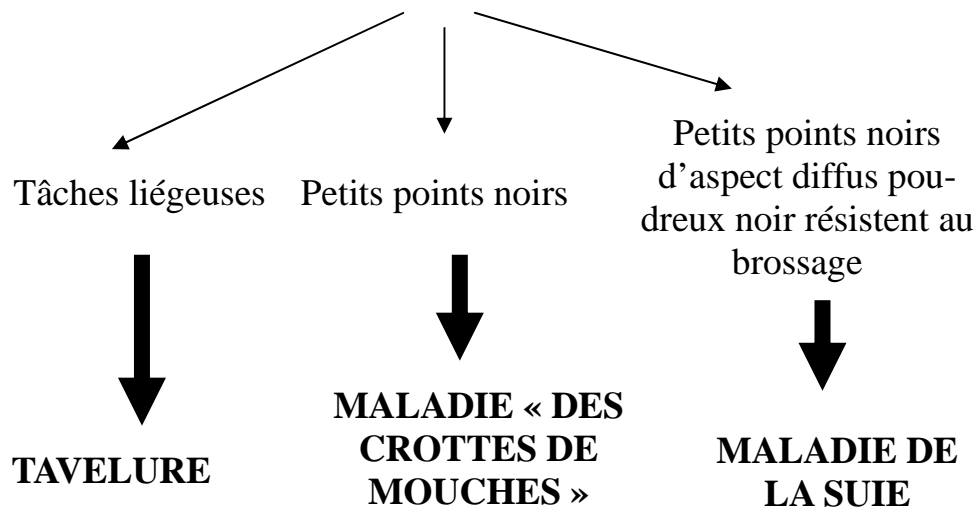 Tâches liégeuses
Petits points noirs
Petits points noirs
d'aspect diffus pou-
dreux noir résistent au
brossage
TAVELURE
MALADIE « DES
CROTTES DE
MOUCHES »
MALADIE DE
LA SUIE